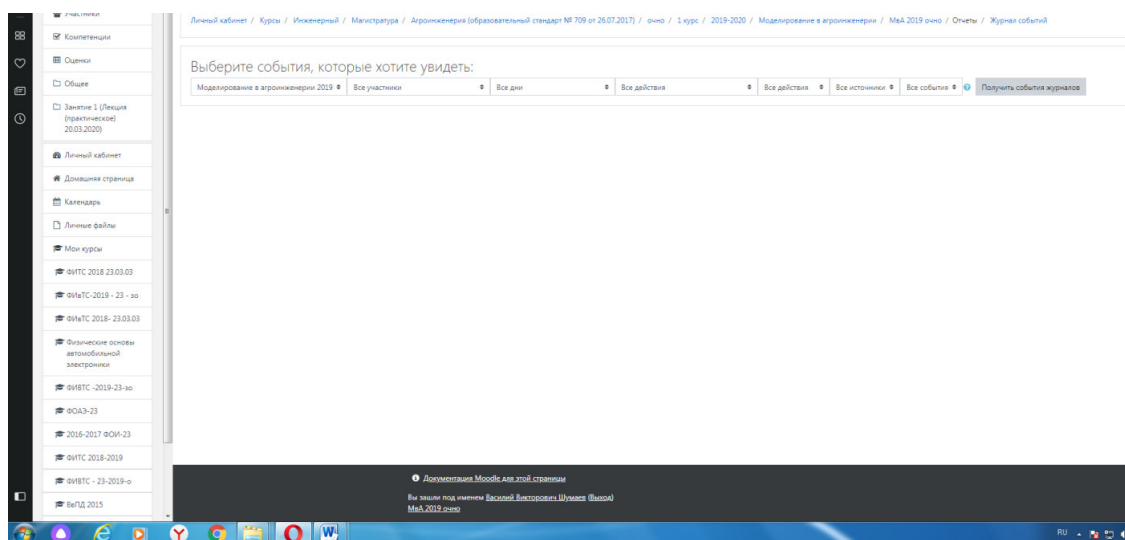 Участники
Компетенции
Оценки
Общее
Занятие 1 (Лекция
(практическое)
20.03.2020)
Личный кабинет
Домашняя страница
Календарь
Личные файлы
Мои курсы
ФИТС 2018 23.03.03
ФИвТС-2019 - 23 - зо
ФИвТС 2018- 23.03.03
Физические основы
автомобильной
электроники
ФИВТС -2019-23-зо
ФОАЭ-23
2016-2017 ФОИ-23
ФИТС 2018-2019
ФИВТС - 23-2019-о
ВеПД 2015
Личный кабинет / Курсы / Инженерный / Магистратура / Агроинженерия (образовательный стандарт № 709 от 26.07.2017) / очно / 1 курс / 2019-2020 / Моделирование в агроинженерии / МвА 2019 очно / Отчеты / Журнал событий
Выберите события, которые хотите увидеть:
Моделирование в агроинженерии 2019 Все участники Все дни Все действия Все действия Все источники Все события Получить события журналов
Документация Moodle для этой страницы
Вы зашли под именем Василий Викторович Шумаев (Выход)
МвА 2019 очно
RU